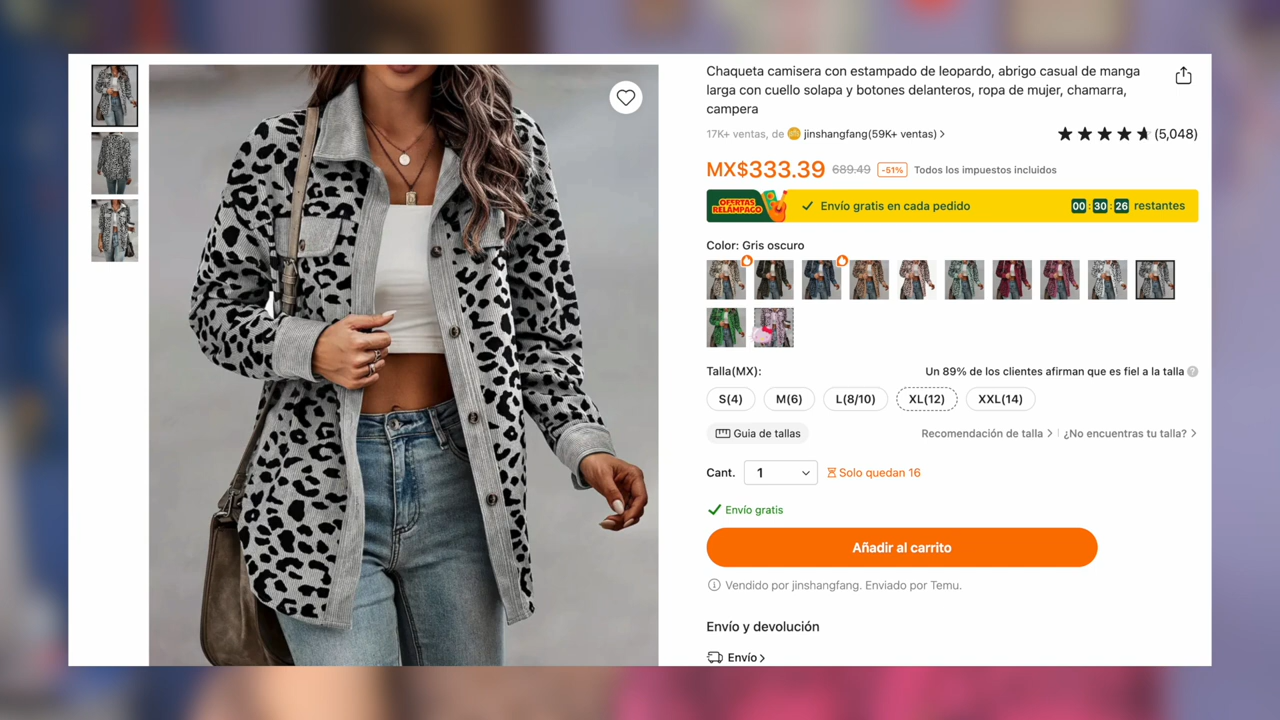 Chaqueta camisera con estampado de leopardo, abrigo casual de manga
larga con cuello solapa y botones delanteros, ropa de mujer, chamarra,
campera
17K+ ventas, de jinshangfang(59K+ ventas) >
(5,048)
MX$333.39 689.49 -51% Todos los impuestos incluidos
OFERTAS
RELÁMPAGO
Envío gratis en cada pedido
00:30:26 restantes
Color: Gris oscuro
Talla(MX):
Un 89% de los clientes afirman que es fiel a la talla ?
S(4) M(6) L(8/10) XL(12) XXL(14)
Guia de tallas
Recomendación de talla > | ¿No encuentras tu talla? >
Cant. 1 Solo quedan 16
Envío gratis
Añadir al carrito
Vendido por jinshangfang. Enviado por Temu.
Envío y devolución
Envío >